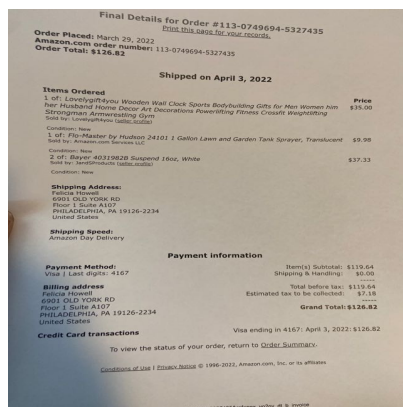 Final Details for Order #113-0749694-5327435
Print this page for your records.
Order Placed: March 29, 2022
Amazon.com order number: 113-0749694-5327435
Order Total: $126.82
Shipped on April 3, 2022
Items Ordered Price
1 of: Lovelygift4you Wooden Wall Clock Sports Bodybuilding Gifts for Men Women him $35.00
her Husband Home Decor Art Decorations Powerlifting Fitness Crossfit Weightlifting
Strongman Armwrestling Gym
Sold by: Lovelygift4you (seller profile)
Condition: New
1 of: Flo-Master by Hudson 24101 1 Gallon Lawn and Garden Tank Sprayer, Translucent $9.98
Sold by: Amazon.com Services LLC
Condition: New
2 of: Bayer 4031982B Suspend 16oz, White $37.33
Sold by: JandSProducts (seller profile)
Condition: New
Shipping Address:
Felicia Howell
6901 OLD YORK RD
Floor 1 Suite A107
PHILADELPHIA, PA 19126-2234
United States
Shipping Speed:
Amazon Day Delivery
Payment information
Payment Method: Item(s) Subtotal: $119.64
Visa | Last digits: 4167 Shipping & Handling: $0.00
-----
Billing address Total before tax: $119.64
Felicia Howell Estimated tax to be collected: $7.18
6901 OLD YORK RD -----
Floor 1 Suite A107 Grand Total: $126.82
PHILADELPHIA, PA 19126-2234
United States
Credit Card transactions Visa ending in 4167: April 3, 2022: $126.82
To view the status of your order, return to Order Summary.
Conditions of Use | Privacy Notice © 1996-2022, Amazon.com, Inc. or its affiliates